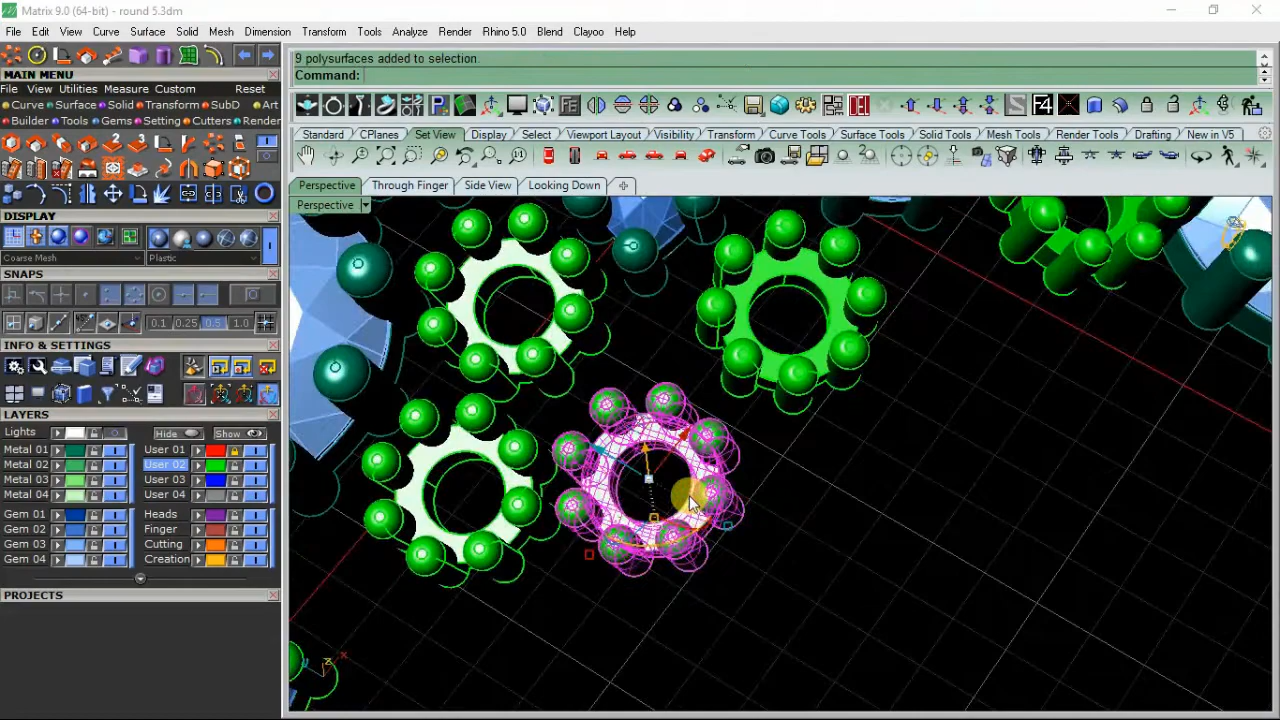 Matrix 9.0 (64-bit) - round 5.3dm
File Edit View Curve Surface Solid Mesh Dimension Transform Tools Analyze Render Rhino 5.0 Blend Clayoo Help
9 polysurfaces added to selection.
Command:
MAIN MENU
File View Utilities Measure Custom Reset
Curve Surface Solid Transform SubD Art
Builder Tools Gems Setting Cutters Render
Standard CPlanes Set View Display Select Viewport Layout Visibility Transform Curve Tools Surface Tools Solid Tools Mesh Tools Render Tools Drafting New in V5
Perspective Through Finger Side View Looking Down
Perspective
DISPLAY
Coarse Mesh Plastic
SNAPS
0.1 0.25 0.5 1.0
INFO & SETTINGS
LAYERS
Lights Hide Show
Metal 01 User 01
Metal 02 User 02
Metal 03 User 03
Metal 04 User 04
Gem 01 Heads
Gem 02 Finger
Gem 03 Cutting
Gem 04 Creation
PROJECTS
F4
x
z